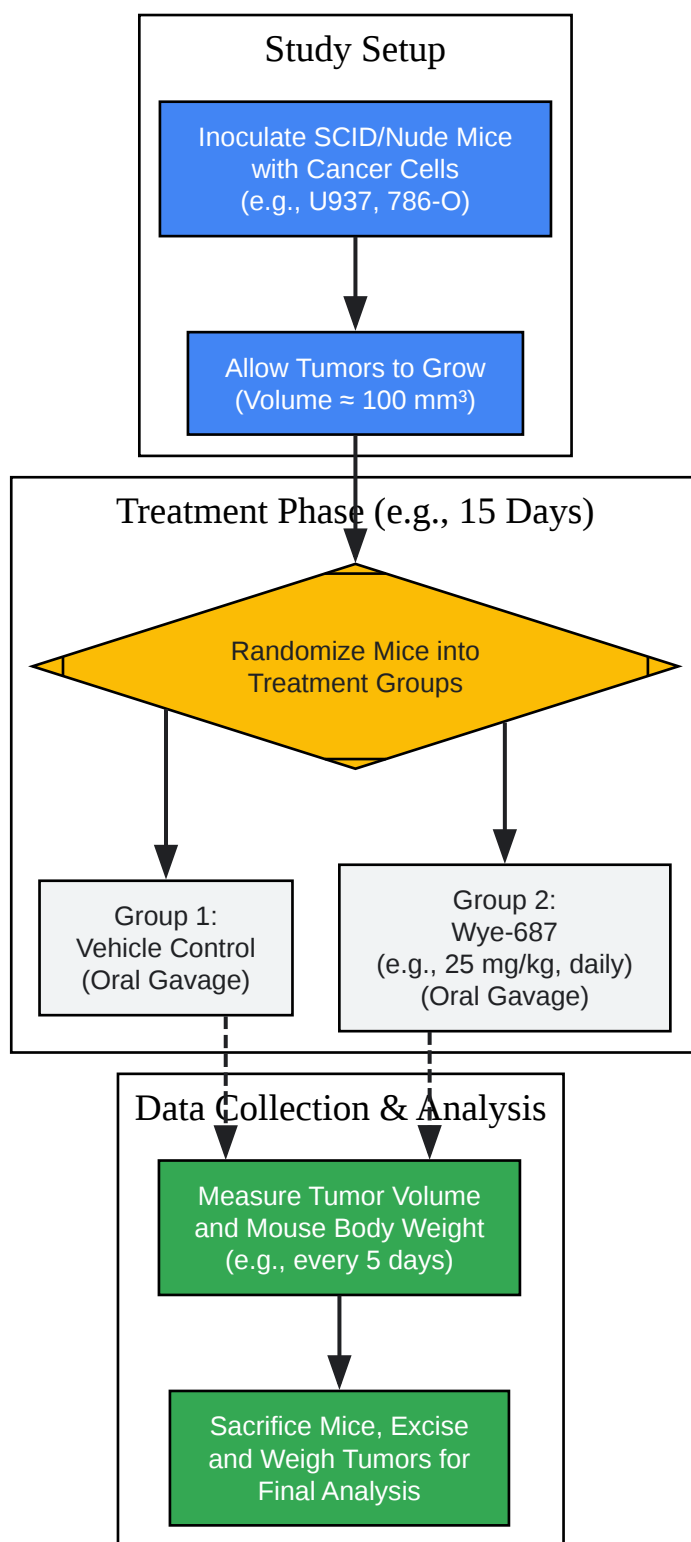 Study Setup
Inoculate SCID/Nude Mice
with Cancer Cells
(e.g., U937, 786-O)
Allow Tumors to Grow
(Volume ≈ 100 mm³)
Treatment Phase (e.g., 15 Days)
Randomize Mice into
Treatment Groups
Group 1:
Vehicle Control
(Oral Gavage)
Group 2:
Wye-687
(e.g., 25 mg/kg, daily)
(Oral Gavage)
Data Collection & Analysis
Measure Tumor Volume
and Mouse Body Weight
(e.g., every 5 days)
Sacrifice Mice, Excise
and Weigh Tumors for
Final Analysis